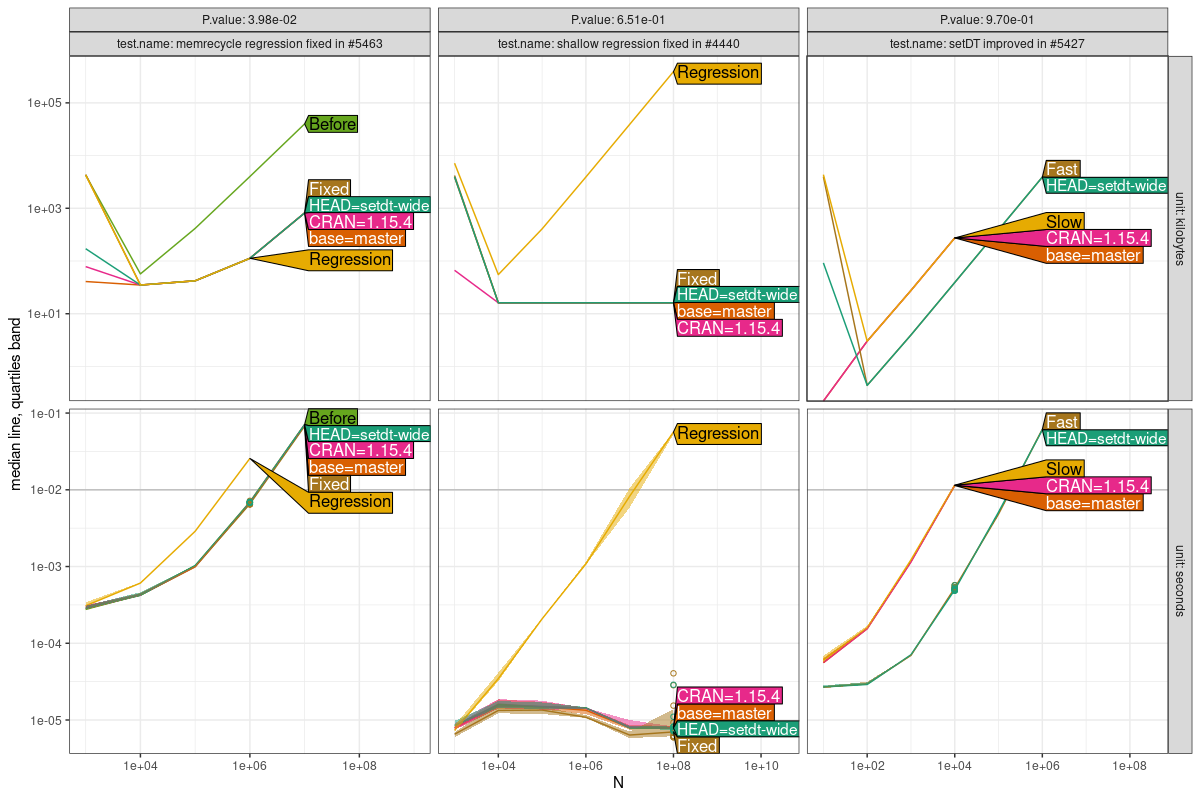 P.value: 3.98e-02
P.value: 6.51e-01
P.value: 9.70e-01
test.name: memrecycle regression fixed in #5463
test.name: shallow regression fixed in #4440
test.name: setDT improved in #5427
median line, quartiles band
1e+05
1e+03
1e+01
Before
Fixed
HEAD=setdt-wide
CRAN=1.15.4
base=master
Regression
Regression
Fixed
HEAD=setdt-wide
base=master
CRAN=1.15.4
Fast
HEAD=setdt-wide
Slow
CRAN=1.15.4
base=master
unit: kilobytes
1e-01
1e-02
1e-03
1e-04
1e-05
Before
HEAD=setdt-wide
CRAN=1.15.4
base=master
Fixed
Regression
Regression
CRAN=1.15.4
base=master
HEAD=setdt-wide
Fixed
Fast
HEAD=setdt-wide
Slow
CRAN=1.15.4
base=master
unit: seconds
1e+04
1e+06
1e+08
1e+04
1e+06
1e+08
1e+10
1e+02
1e+04
1e+06
1e+08
N